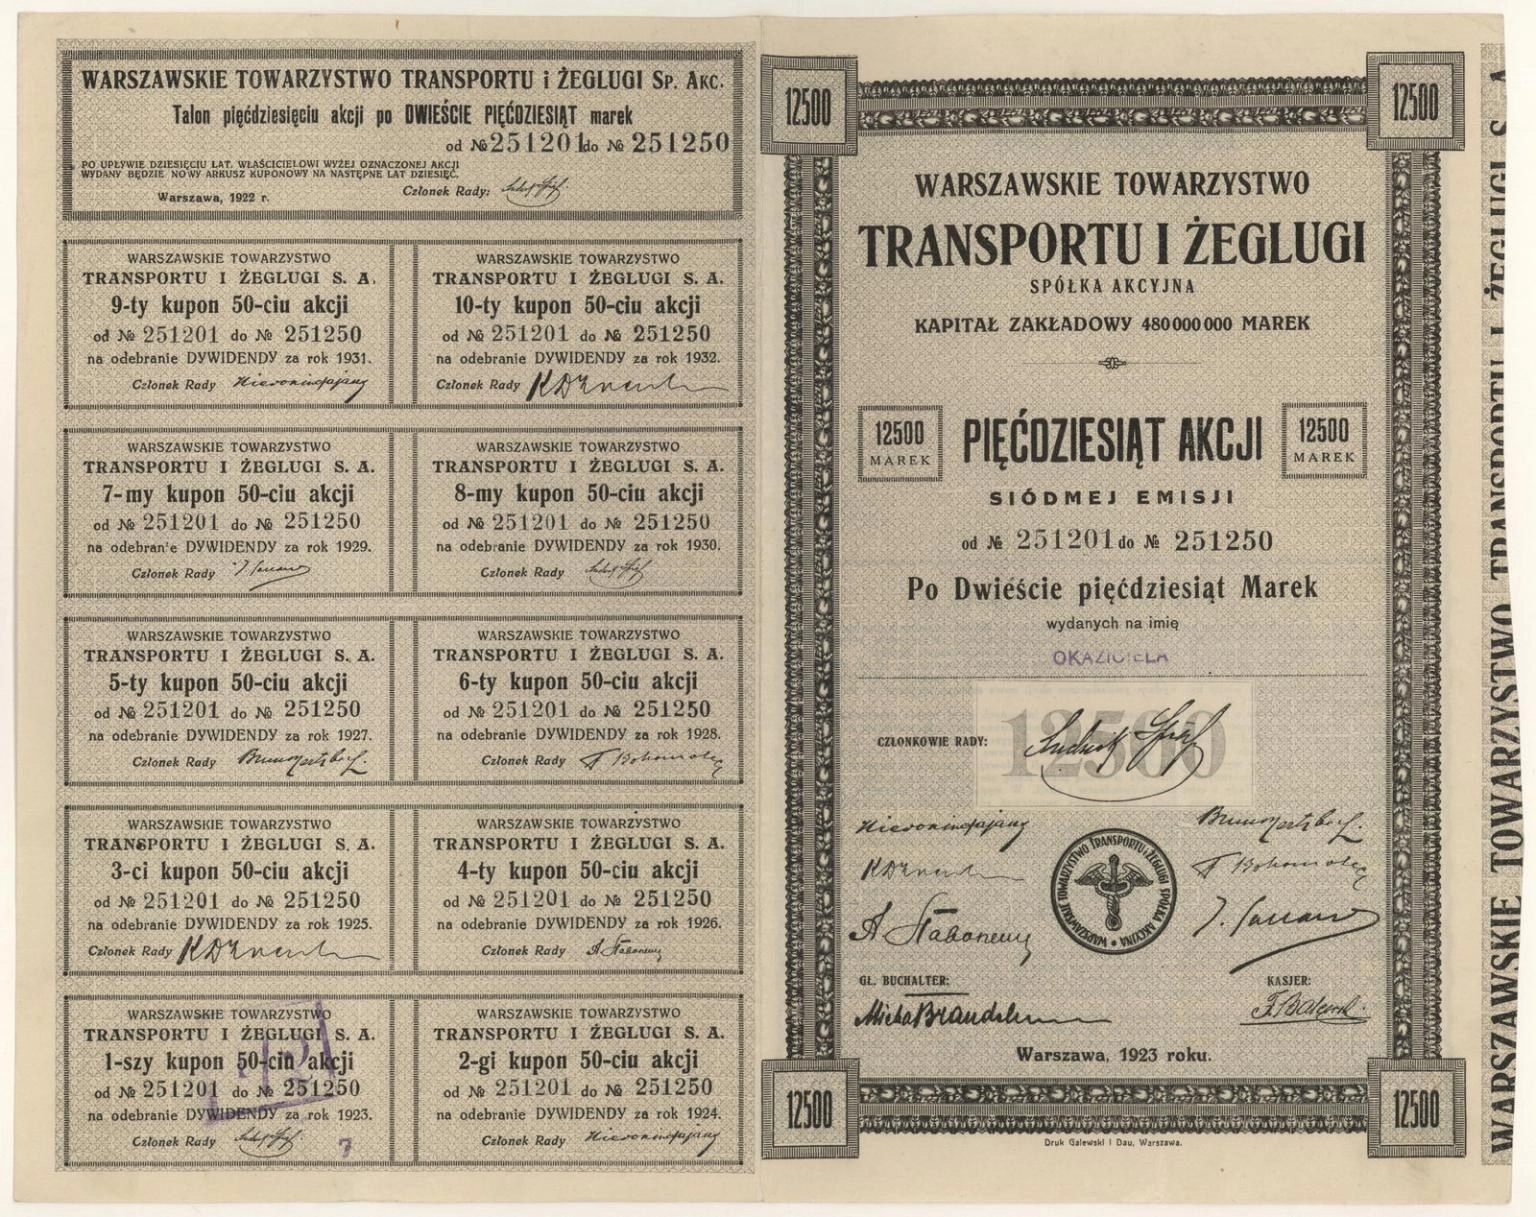 WARSZAWSKIE TOWARZYSTWO TRANSPORTU i ŻEGLUGI SP. AKC.
Talon pięćdziesięciu akcji po DWIEŚCIE PIĘĆDZIESIĄT marek
od № 251201 do № 251250
PO UPŁYWIE DZIESIĘCIU LAT, WŁAŚCICIELOWI WYŻEJ OZNACZONEJ AKCJI
WYDANY BĘDZIE NOWY ARKUSZ KUPONOWY NA NASTĘPNE LAT DZIESIĘĆ.
Warszawa, 1922 r.
Członek Rady:
WARSZAWSKIE TOWARZYSTWO
TRANSPORTU I ŻEGLUGI S. A.
9-ty kupon 50-ciu akcji
od № 251201 do № 251250
na odebranie DYWIDENDY za rok 1931.
Członek Rady
WARSZAWSKIE TOWARZYSTWO
TRANSPORTU I ŻEGLUGI S. A.
10-ty kupon 50-ciu akcji
od № 251201 do № 251250
na odebranie DYWIDENDY za rok 1932.
Członek Rady
WARSZAWSKIE TOWARZYSTWO
TRANSPORTU I ŻEGLUGI S. A.
7-my kupon 50-ciu akcji
od № 251201 do № 251250
na odebran'e DYWIDENDY za rok 1929.
Członek Rady
WARSZAWSKIE TOWARZYSTWO
TRANSPORTU I ŻEGLUGI S. A.
8-my kupon 50-ciu akcji
od № 251201 do № 251250
na odebranie DYWIDENDY za rok 1930.
Członek Rady
WARSZAWSKIE TOWARZYSTWO
TRANSPORTU I ŻEGLUGI S. A.
5-ty kupon 50-ciu akcji
od № 251201 do № 251250
na odebranie DYWIDENDY za rok 1927.
Członek Rady
WARSZAWSKIE TOWARZYSTWO
TRANSPORTU I ŻEGLUGI S. A.
6-ty kupon 50-ciu akcji
od № 251201 do № 251250
na odebranie DYWIDENDY za rok 1928.
Członek Rady
WARSZAWSKIE TOWARZYSTWO
TRANSPORTU I ŻEGLUGI S. A.
3-ci kupon 50-ciu akcji
od № 251201 do № 251250
na odebranie DYWIDENDY za rok 1925.
Członek Rady
WARSZAWSKIE TOWARZYSTWO
TRANSPORTU I ŻEGLUGI S. A.
4-ty kupon 50-ciu akcji
od № 251201 do № 251250
na odebranie DYWIDENDY za rok 1926.
Członek Rady
WARSZAWSKIE TOWARZYSTWO
TRANSPORTU I ŻEGLUGI S. A.
1-szy kupon 50-ciu akcji
od № 251201 do № 251250
na odebranie DYWIDENDY za rok 1923.
Członek Rady
7
WARSZAWSKIE TOWARZYSTWO
TRANSPORTU I ŻEGLUGI S. A.
2-gi kupon 50-ciu akcji
od № 251201 do № 251250
na odebranie DYWIDENDY za rok 1924.
Członek Rady
12500
12500
WARSZAWSKIE TOWARZYSTWO
TRANSPORTU I ŻEGLUGI
SPÓŁKA AKCYJNA
KAPITAŁ ZAKŁADOWY 480000000 MAREK
12500 MAREK
PIĘĆDZIESIĄT AKCJI
12500 MAREK
SIÓDMEJ EMISJI
od № 251201 do № 251250
Po Dwiéście pięćdziesiąt Marek
wydanych na imię
OKAZICIELA
CZŁONKOWIE RADY:
12500
WARSZAWSKIE TOWARZYSTWO TRANSPORTU i ŻEGLUGI SPÓŁKA AKCYJNA
GŁ. BUCHALTER:
KASJER:
Warszawa, 1923 roku.
12500
12500
Druk Galewski i Dau, Warszawa.
WARSZAWSKIE TOWARZYSTWO TRANSPORTU I ŻEGLUGI S. A.